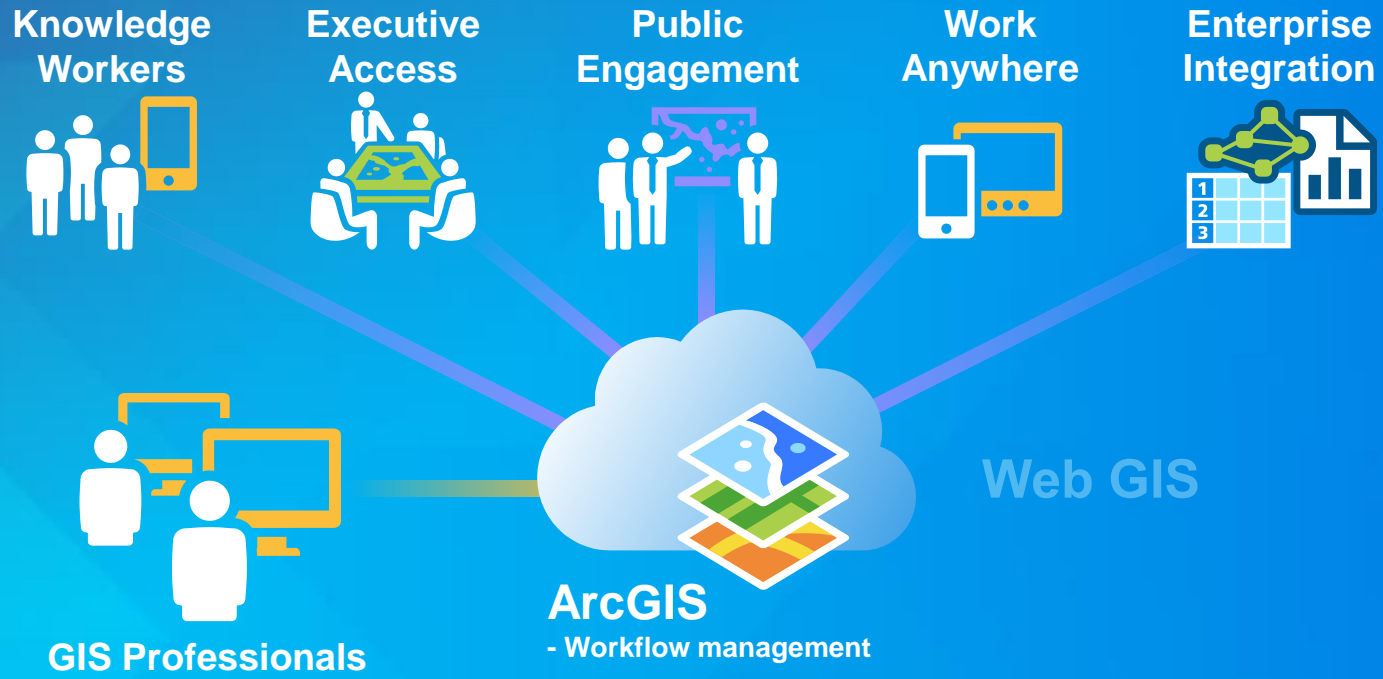 Knowledge
Workers
Executive
Access
Public
Engagement
Work
Anywhere
Enterprise
Integration
1
2
3
Web GIS
ArcGIS
- Workflow management
GIS Professionals